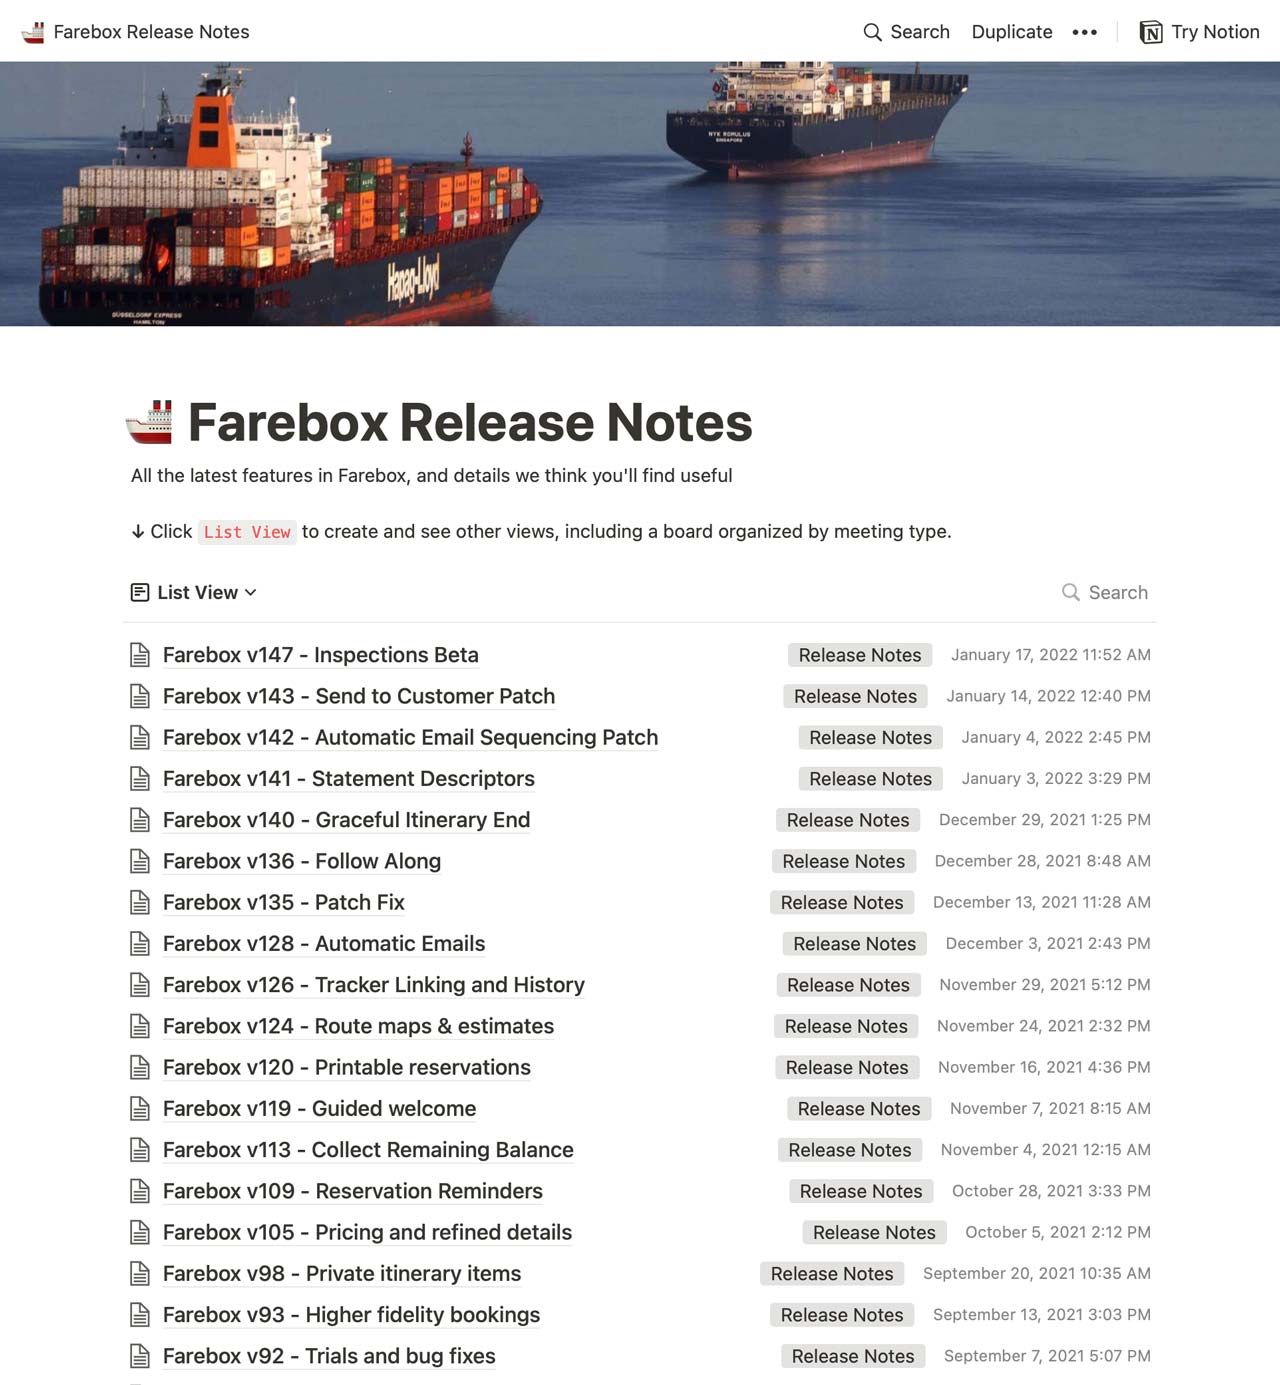 Farebox Release Notes
Search
Duplicate
•••
Try Notion
NYK ROMULUS
SINGAPORE
Hapag-Lloyd
DÜSSELDORF EXPRESS
HAMILTON
Farebox Release Notes
All the latest features in Farebox, and details we think you'll find useful
↓ Click List View to create and see other views, including a board organized by meeting type.
List View
Search
Farebox v147 - Inspections Beta Release Notes January 17, 2022 11:52 AM
Farebox v143 - Send to Customer Patch Release Notes January 14, 2022 12:40 PM
Farebox v142 - Automatic Email Sequencing Patch Release Notes January 4, 2022 2:45 PM
Farebox v141 - Statement Descriptors Release Notes January 3, 2022 3:29 PM
Farebox v140 - Graceful Itinerary End Release Notes December 29, 2021 1:25 PM
Farebox v136 - Follow Along Release Notes December 28, 2021 8:48 AM
Farebox v135 - Patch Fix Release Notes December 13, 2021 11:28 AM
Farebox v128 - Automatic Emails Release Notes December 3, 2021 2:43 PM
Farebox v126 - Tracker Linking and History Release Notes November 29, 2021 5:12 PM
Farebox v124 - Route maps & estimates Release Notes November 24, 2021 2:32 PM
Farebox v120 - Printable reservations Release Notes November 16, 2021 4:36 PM
Farebox v119 - Guided welcome Release Notes November 7, 2021 8:15 AM
Farebox v113 - Collect Remaining Balance Release Notes November 4, 2021 12:15 AM
Farebox v109 - Reservation Reminders Release Notes October 28, 2021 3:33 PM
Farebox v105 - Pricing and refined details Release Notes October 5, 2021 2:12 PM
Farebox v98 - Private itinerary items Release Notes September 20, 2021 10:35 AM
Farebox v93 - Higher fidelity bookings Release Notes September 13, 2021 3:03 PM
Farebox v92 - Trials and bug fixes Release Notes September 7, 2021 5:07 PM